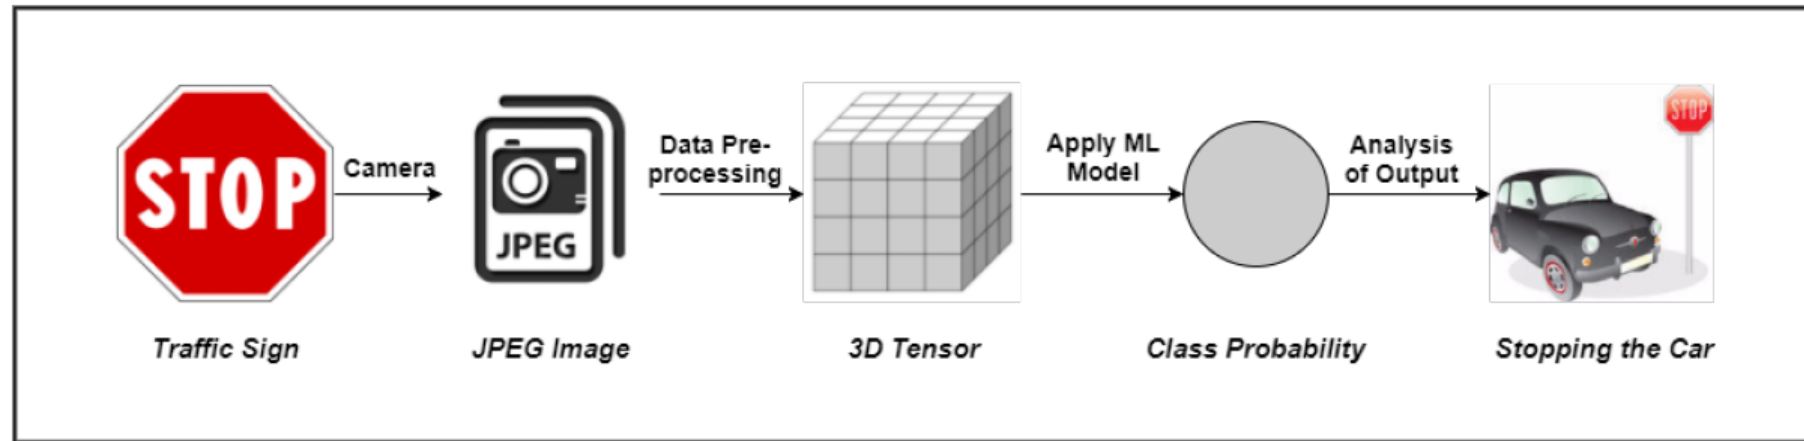 STOP
Camera
JPEG
Data Pre-
processing
Apply ML
Model
Analysis
of Output
STOP
Traffic Sign
JPEG Image
3D Tensor
Class Probability
Stopping the Car